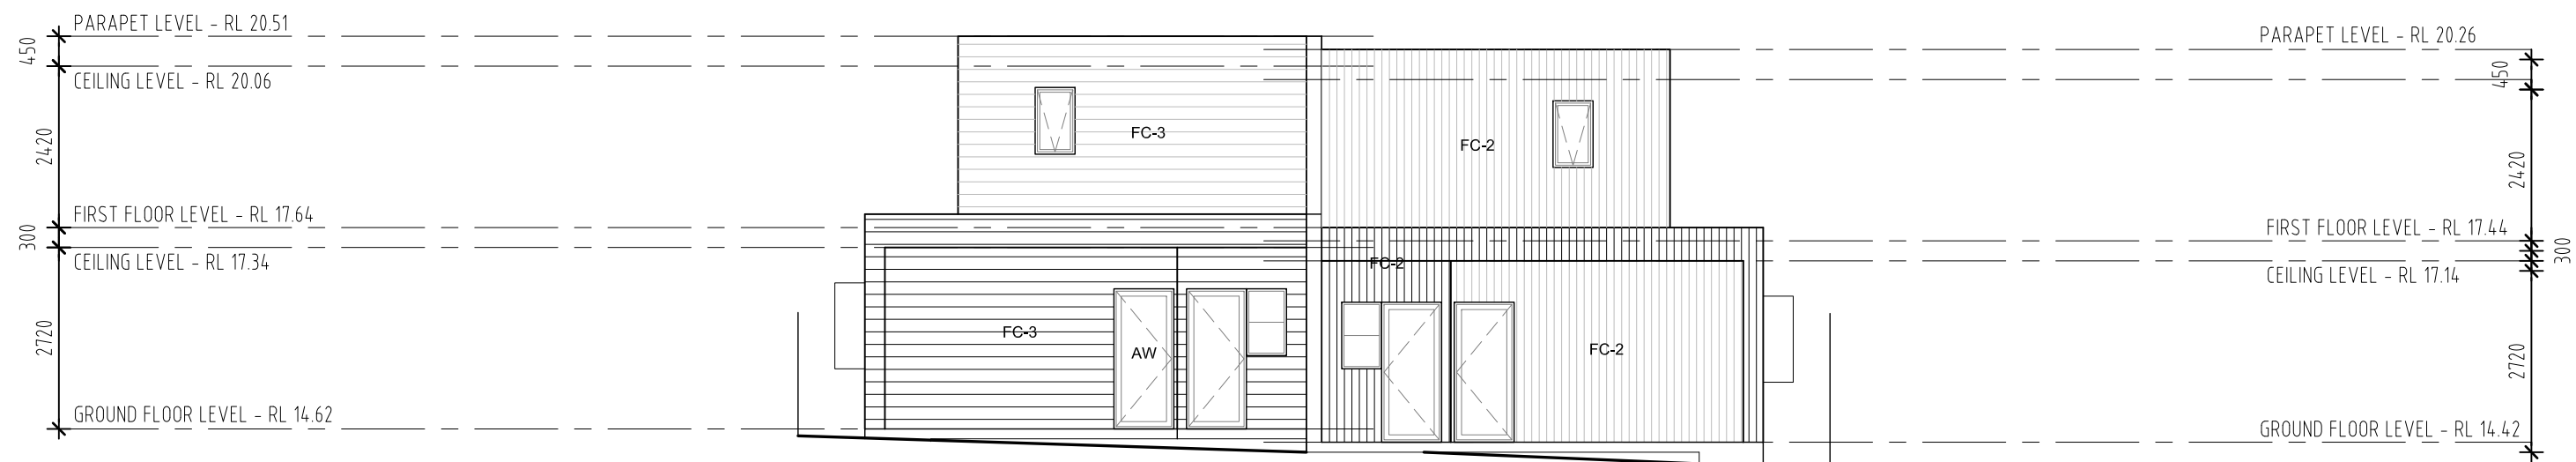 PARAPET LEVEL - RL 20.51
450
CEILING LEVEL - RL 20.06
2420
FIRST FLOOR LEVEL - RL 17.64
300
CEILING LEVEL - RL 17.34
2720
GROUND FLOOR LEVEL - RL 14.62
FC-3
FC-2
FC-2
FC-3
AW
FC-2
PARAPET LEVEL - RL 20.26
450
2420
FIRST FLOOR LEVEL - RL 17.44
300
CEILING LEVEL - RL 17.14
2720
GROUND FLOOR LEVEL - RL 14.42